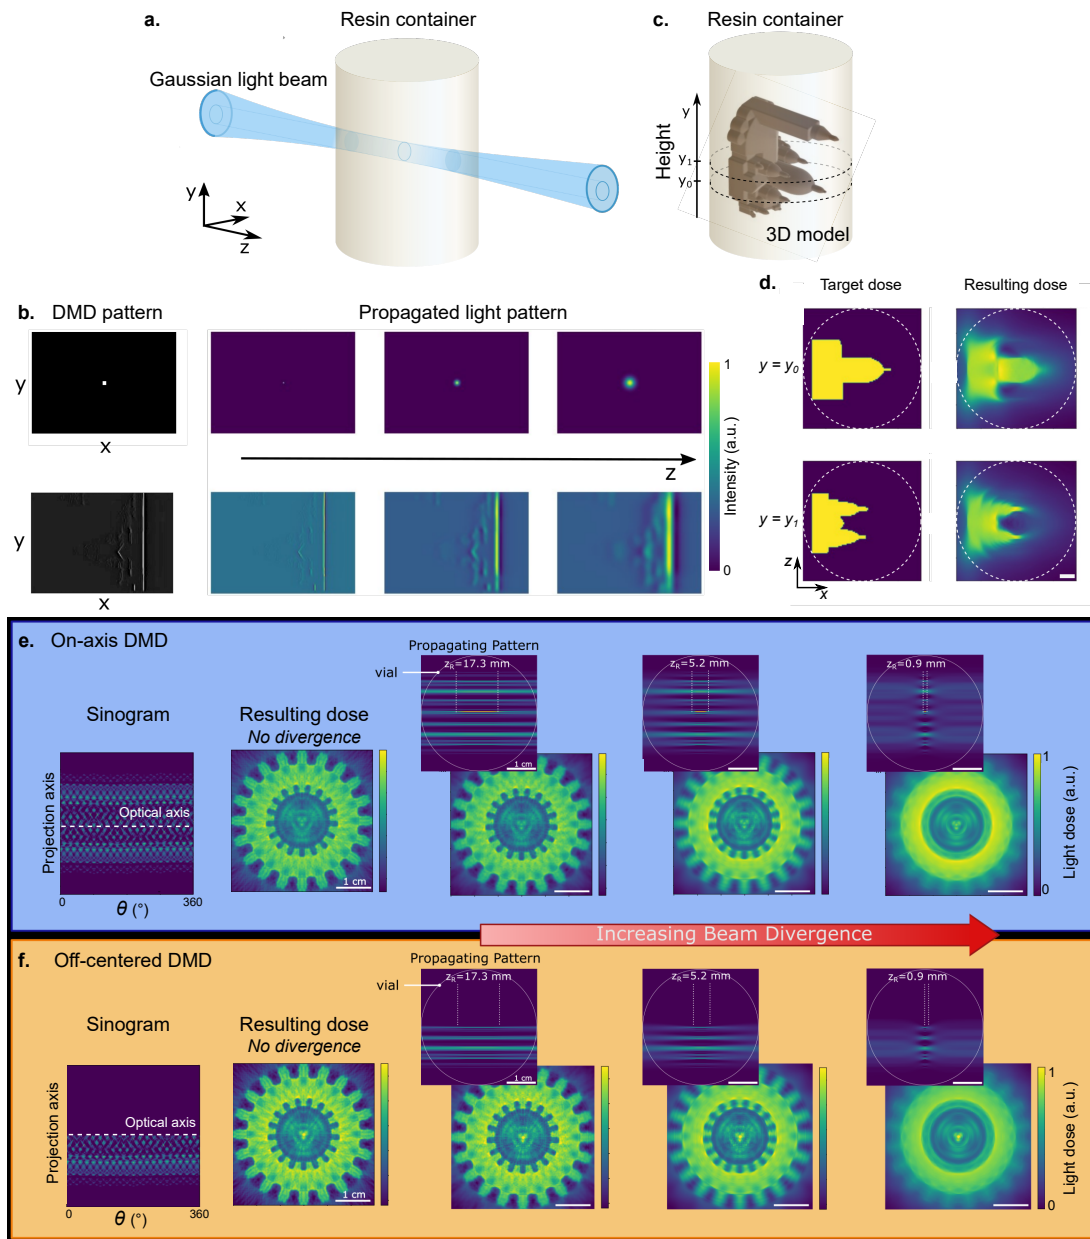 a.
Resin container
Gaussian light beam
y
x
z
c.
Resin container
y
Height
y1
y0
3D model
b.
DMD pattern
Propagated light pattern
y
x
z
y
x
1
Intensity (a.u.)
0
d.
Target dose
Resulting dose
y = y0
y = y1
z
x
e.
On-axis DMD
Sinogram
Projection axis
Optical axis
0
360
θ (°)
Resulting dose
No divergence
1 cm
Propagating Pattern
vial
zR=17.3 mm
1 cm
zR=5.2 mm
zR=0.9 mm
1
Light dose (a.u.)
0
Increasing Beam Divergence
f.
Off-centered DMD
Sinogram
Projection axis
Optical axis
0
360
θ (°)
Resulting dose
No divergence
1 cm
Propagating Pattern
vial
zR=17.3 mm
1 cm
zR=5.2 mm
zR=0.9 mm
1
Light dose (a.u.)
0